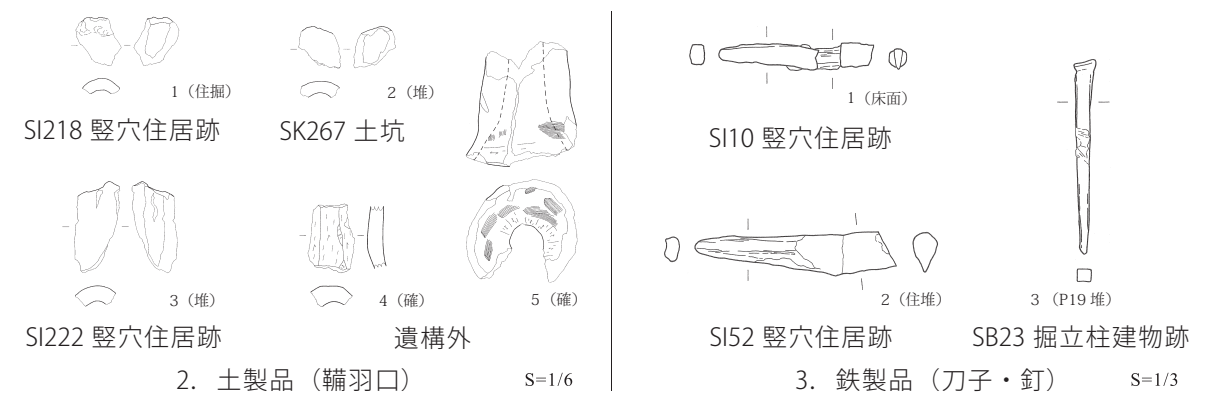 1（住掘）
2（堆）
SI218 竪穴住居跡
SK267 土坑
3（堆）
4（確）
5（確）
SI222 竪穴住居跡
遺構外
2. 土製品（鞴羽口）
S=1/6
1（床面）
SI10 竪穴住居跡
2（住堆）
3（P19 堆）
SI52 竪穴住居跡
SB23 掘立柱建物跡
3. 鉄製品（刀子・釘）
S=1/3